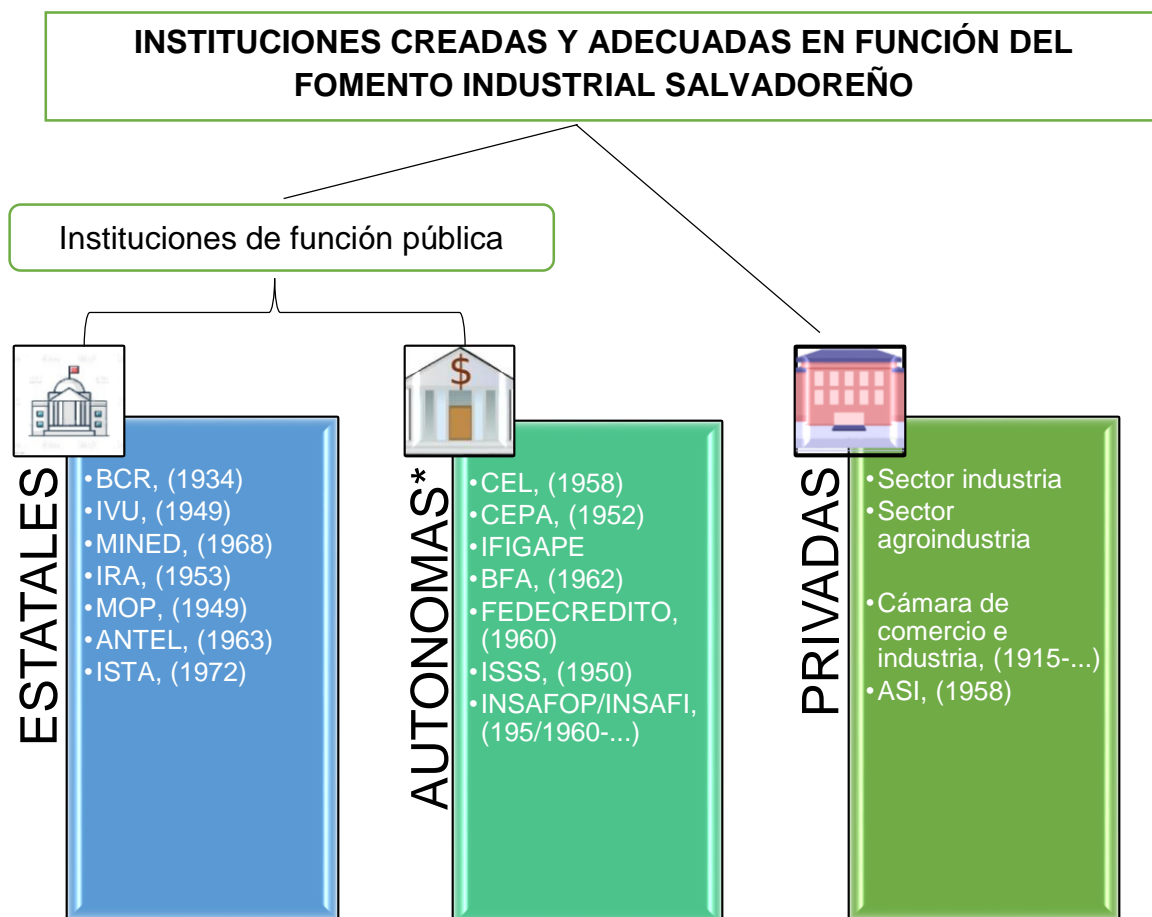 INSTITUCIONES CREADAS Y ADECUADAS EN FUNCIÓN DEL
FOMENTO INDUSTRIAL SALVADOREÑO
Instituciones de función pública
ESTATALES
•BCR, (1934)
•IVU, (1949)
•MINED, (1968)
•IRA, (1953)
•MOP, (1949)
•ANTEL, (1963)
•ISTA, (1972)
$
AUTONOMAS*
•CEL, (1958)
•CEPA, (1952)
•IFIGAPE
•BFA, (1962)
•FEDECREDITO,
(1960)
•ISSS, (1950)
•INSAFOP/INSAFI,
(195/1960-...)
PRIVADAS
•Sector industria
•Sector
agroindustria
•Cámara de
comercio e
industria, (1915-...)
•ASI, (1958)